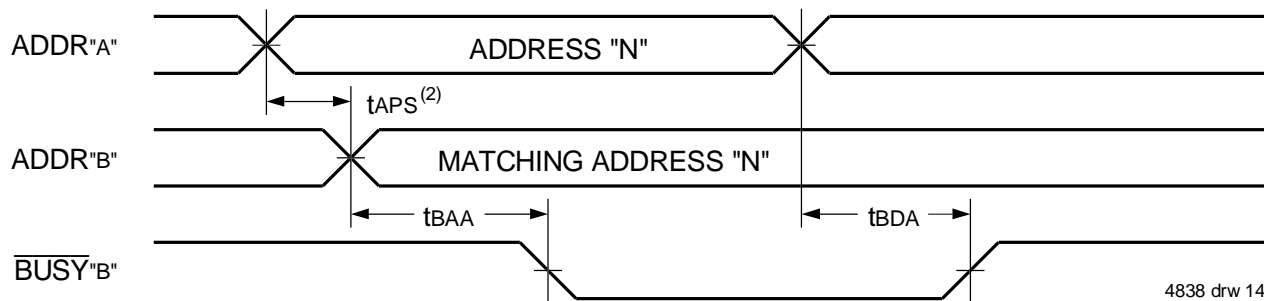 ADDR"A"
ADDRESS "N"
tAPS(2)
ADDR"B"
MATCHING ADDRESS "N"
tBAA
tBDA
BUSY"B"
4838 drw 14